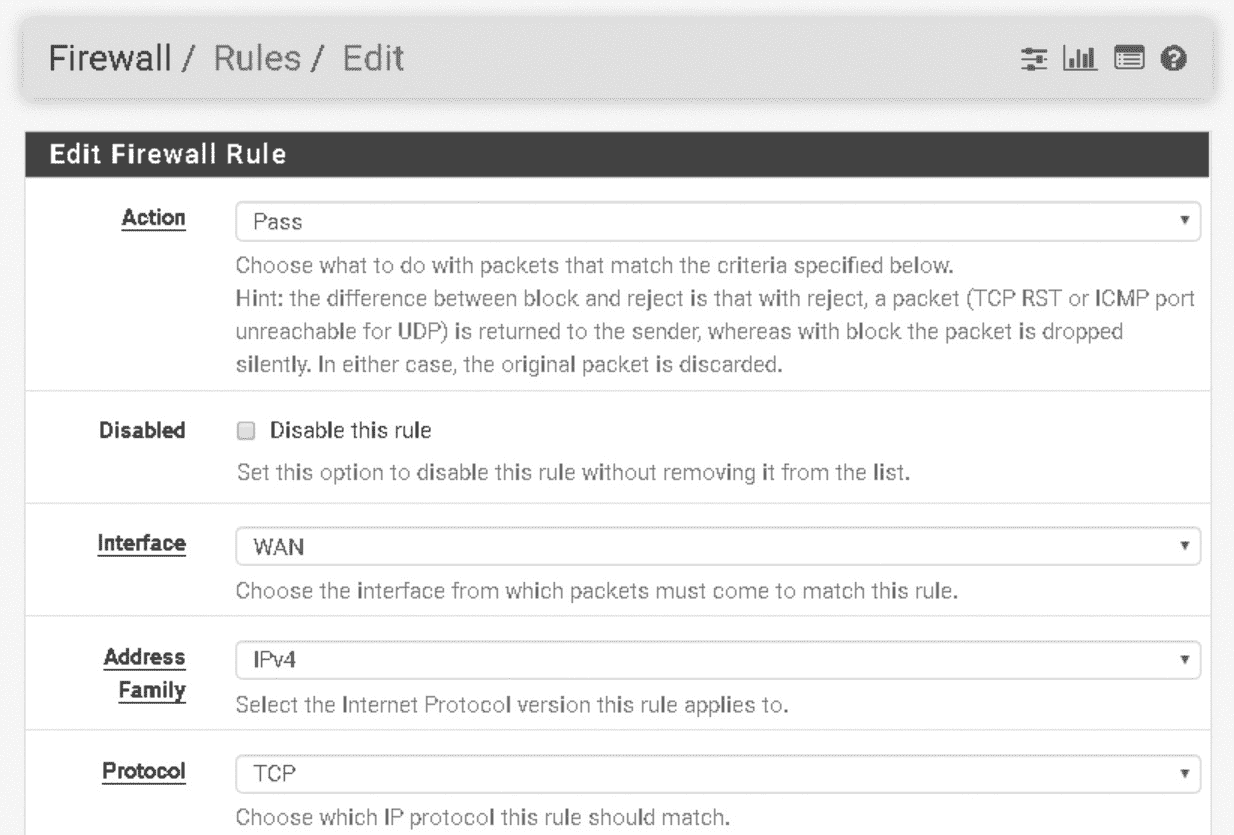 Firewall / Rules / Edit
Edit Firewall Rule
Action
Pass
Choose what to do with packets that match the criteria specified below.
Hint: the difference between block and reject is that with reject, a packet (TCP RST or ICMP port
unreachable for UDP) is returned to the sender, whereas with block the packet is dropped
silently. In either case, the original packet is discarded.
Disabled
Disable this rule
Set this option to disable this rule without removing it from the list.
Interface
WAN
Choose the interface from which packets must come to match this rule.
Address
Family
IPv4
Select the Internet Protocol version this rule applies to.
Protocol
TCP
Choose which IP protocol this rule should match.